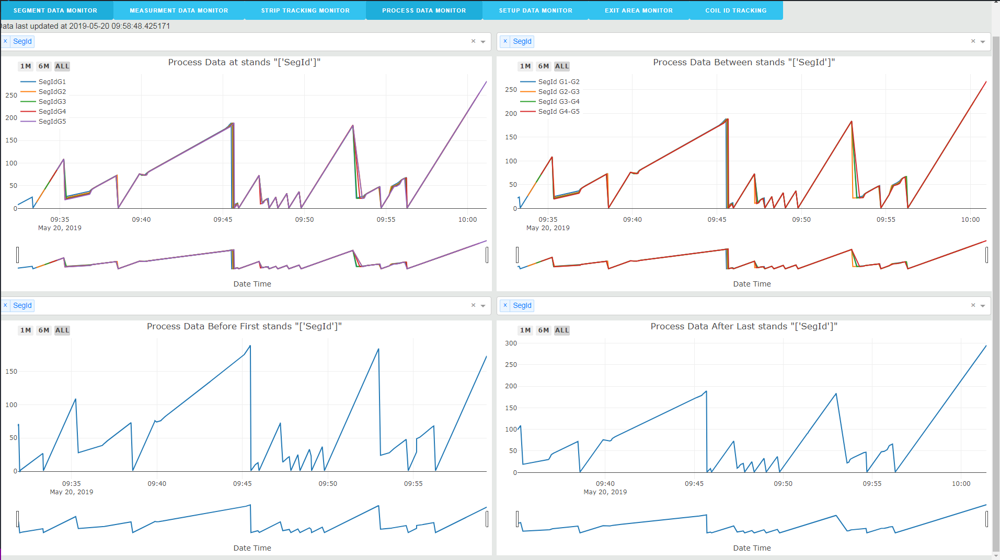 SEGMENT DATA MONITOR MEASURMENT DATA MONITOR STRIP TRACKING MONITOR PROCESS DATA MONITOR SETUP DATA MONITOR EXIT AREA MONITOR COIL ID TRACKING
Data last updated at 2019-05-20 09:58:48.425171
× SegId × 
× SegId ×
Process Data at stands "['SegId']"
1M 6M ALL
SegIdG1
SegIdG2
SegIdG3
SegIdG4
SegIdG5
250
200
150
100
50
0
09:35 09:40 09:45 09:50 09:55 10:00
May 20, 2019
Date Time
Process Data Between stands "['SegId']"
1M 6M ALL
SegId G1-G2
SegId G2-G3
SegId G3-G4
SegId G4-G5
250
200
150
100
50
0
09:35 09:40 09:45 09:50 09:55 10:00
May 20, 2019
Date Time
× SegId ×
× SegId ×
Process Data Before First stands "['SegId']"
1M 6M ALL
150
100
50
0
09:35 09:40 09:45 09:50 09:55
May 20, 2019
Date Time
Process Data After Last stands "['SegId']"
1M 6M ALL
300
250
200
150
100
50
0
09:40 09:45 09:50 09:55 10:00
May 20, 2019
Date Time